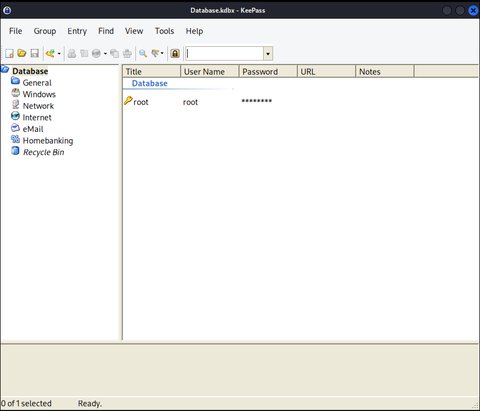 Database.kdbx - KeePass
File Group Entry Find View Tools Help
Database
General
Windows
Network
Internet
eMail
Homebanking
Recycle Bin
Title User Name Password URL Notes
Database
root root ********
0 of 1 selected Ready.